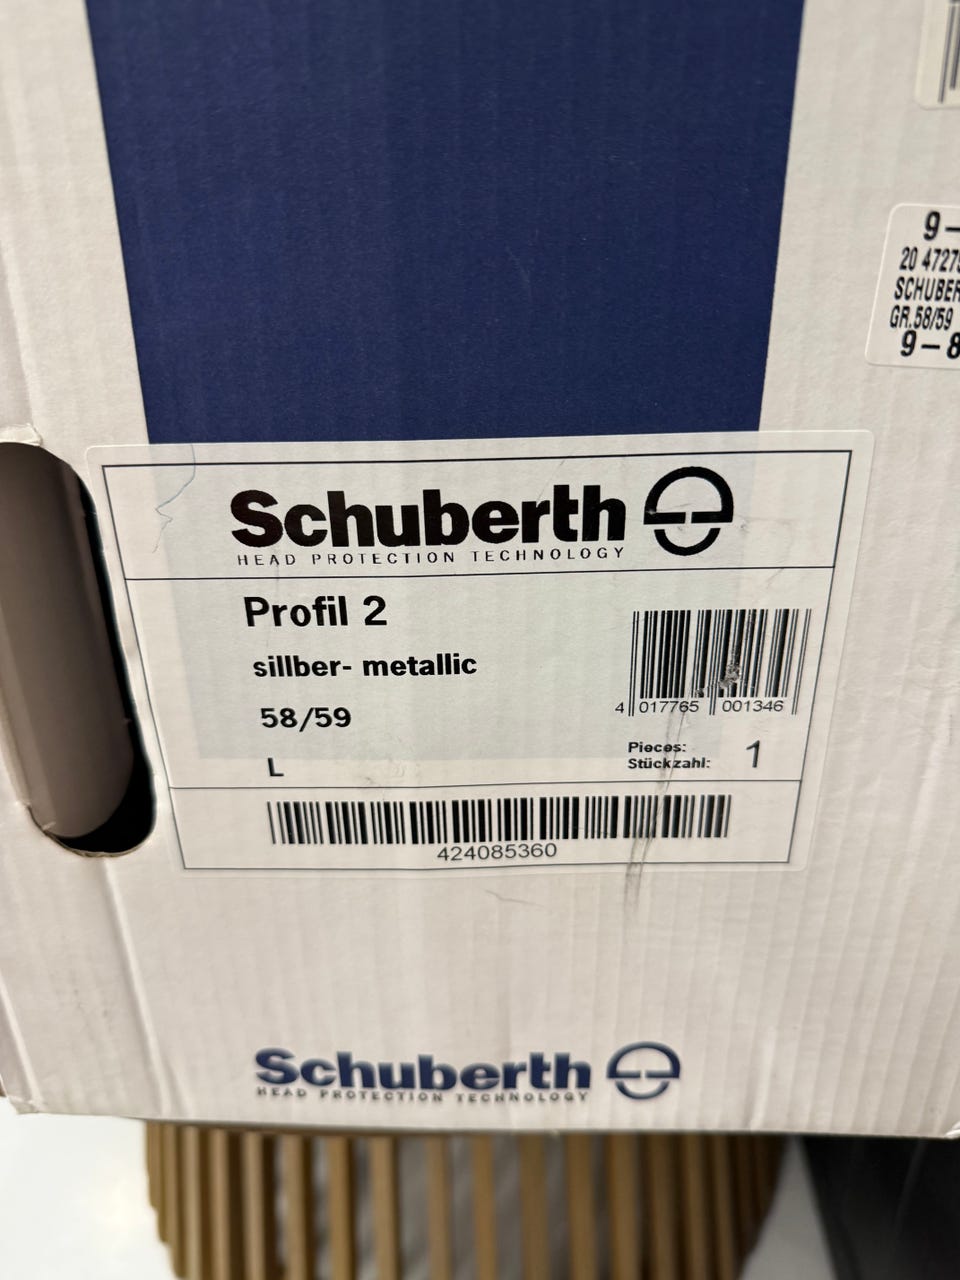 9 –
20 4727
SCHUBER
GR.58/59
9 – 8
Schuberth
HEAD PROTECTION TECHNOLOGY
Profil 2
sillber- metallic
58/59
4 017765 001346
L
Pieces:
Stückzahl: 1
424085360
Schuberth
HEAD PROTECTION TECHNOLOGY